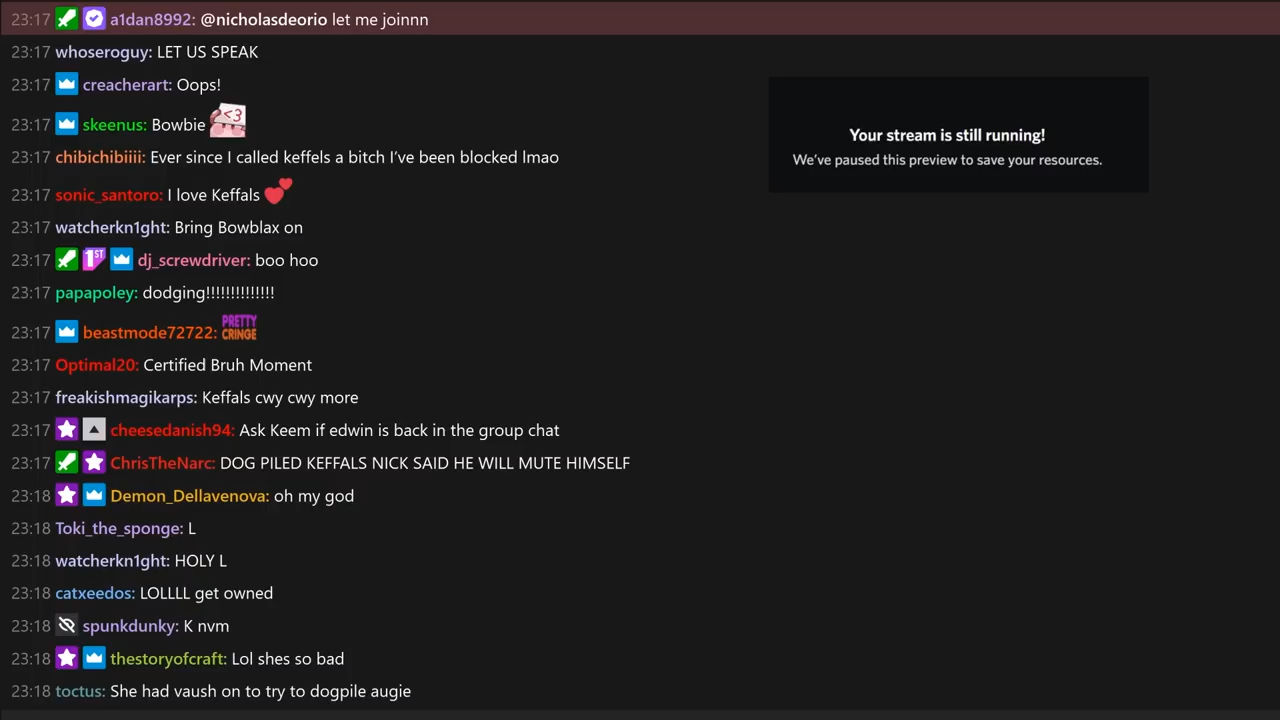 23:17 a1dan8992: @nicholasdeorio let me joinnn
23:17 whoseroguy: LET US SPEAK
23:17 creacherart: Oops!
23:17 skeenus: Bowbie <3
23:17 chibichibiiii: Ever since I called keffels a bitch I’ve been blocked lmao
23:17 sonic_santoro: I love Keffals
23:17 watcherkn1ght: Bring Bowblax on
23:17 1ST dj_screwdriver: boo hoo
23:17 papapoley: dodging!!!!!!!!!!!!!!
23:17 beastmode72722: PRETTY CRINGE
23:17 Optimal20: Certified Bruh Moment
23:17 freakishmagikarps: Keffals cwy cwy more
23:17 cheesedanish94: Ask Keem if edwin is back in the group chat
23:17 ChrisTheNarc: DOG PILED KEFFALS NICK SAID HE WILL MUTE HIMSELF
23:18 Demon_Dellavenova: oh my god
23:18 Toki_the_sponge: L
23:18 watcherkn1ght: HOLY L
23:18 catxeedos: LOLLLL get owned
23:18 spunkdunky: K nvm
23:18 thestoryofcraft: Lol shes so bad
23:18 toctus: She had vaush on to try to dogpile augie
Your stream is still running!
We’ve paused this preview to save your resources.